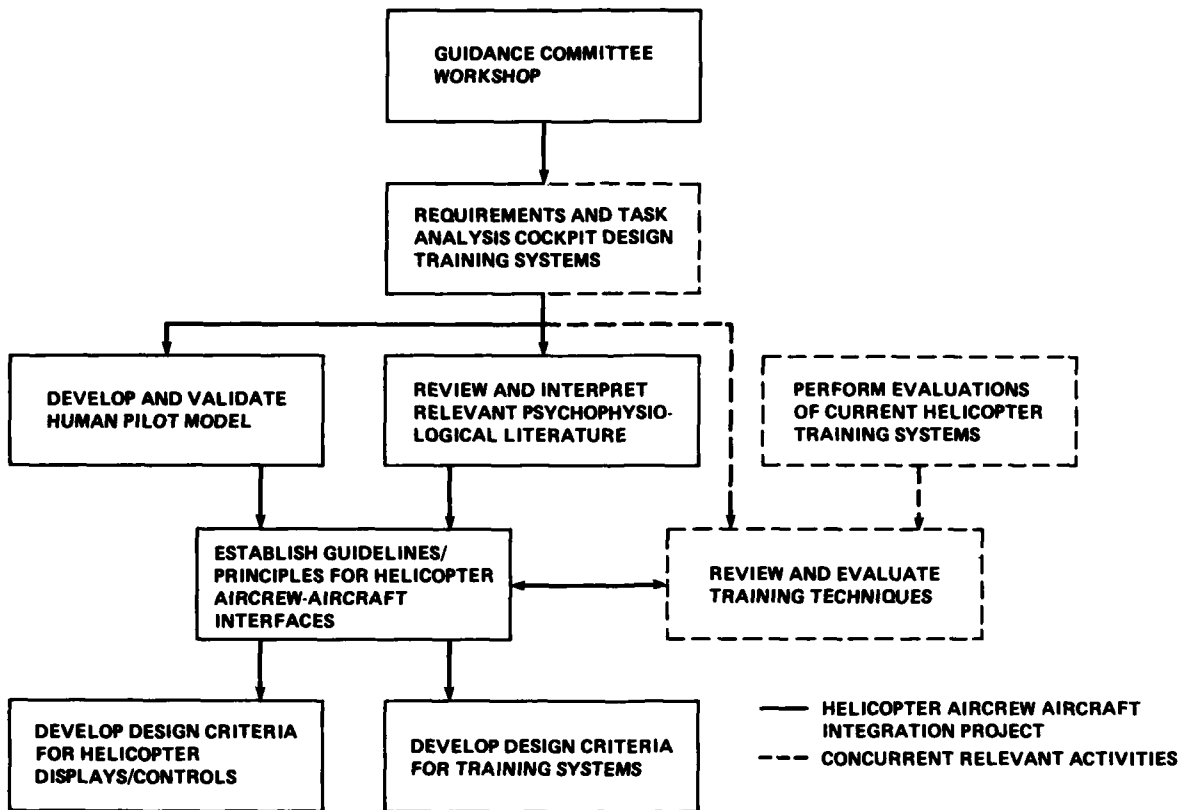 GUIDANCE COMMITTEE
WORKSHOP
REQUIREMENTS AND TASK
ANALYSIS COCKPIT DESIGN
TRAINING SYSTEMS
DEVELOP AND VALIDATE
HUMAN PILOT MODEL
REVIEW AND INTERPRET
RELEVANT PSYCHOPHYSIO-
LOGICAL LITERATURE
PERFORM EVALUATIONS
OF CURRENT HELICOPTER
TRAINING SYSTEMS
ESTABLISH GUIDELINES/
PRINCIPLES FOR HELICOPTER
AIRCREW-AIRCRAFT
INTERFACES
REVIEW AND EVALUATE
TRAINING TECHNIQUES
DEVELOP DESIGN CRITERIA
FOR HELICOPTER
DISPLAYS/CONTROLS
DEVELOP DESIGN CRITERIA
FOR TRAINING SYSTEMS
HELICOPTER AIRCREW AIRCRAFT
INTEGRATION PROJECT
CONCURRENT RELEVANT ACTIVITIES